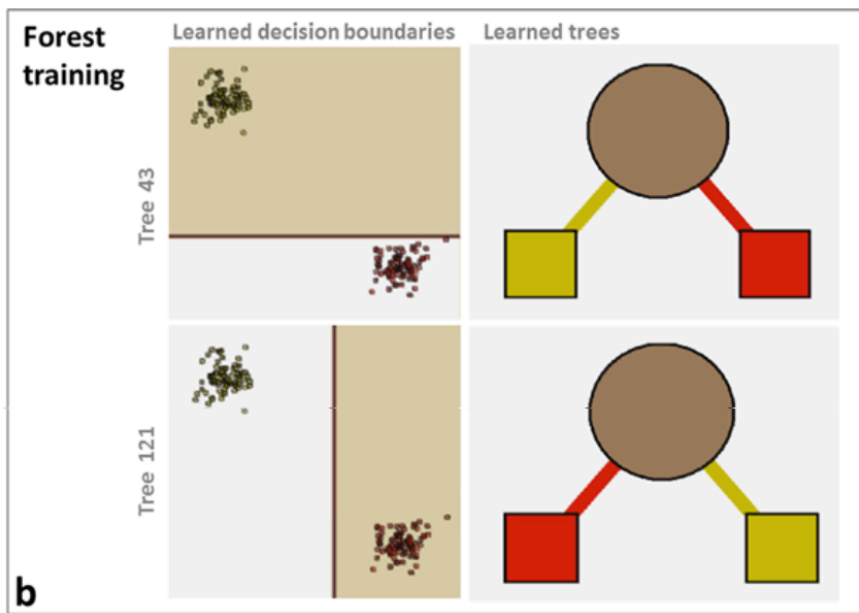 Forest
training
Learned decision boundaries
Learned trees
Tree 43
Tree 121
b